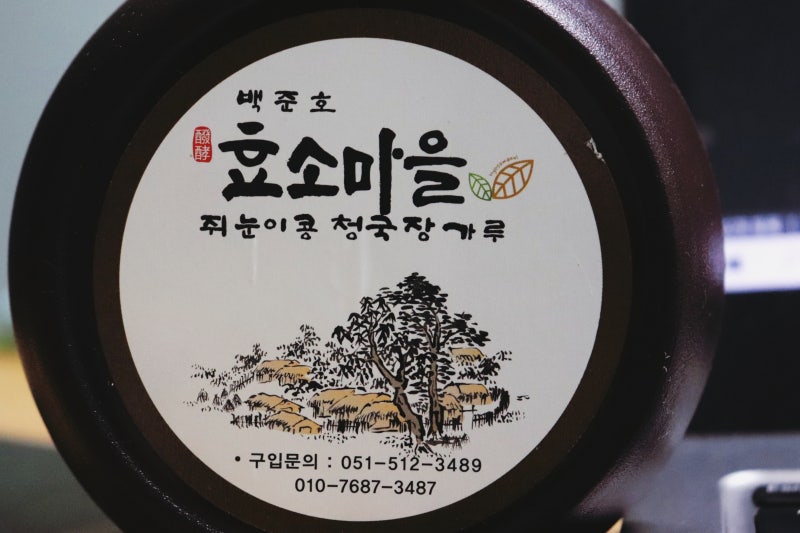 백준호
醱酵
효소마을
쥐눈이콩 청국장가루
• 구입문의 : 051-512-3489
010-7687-3487